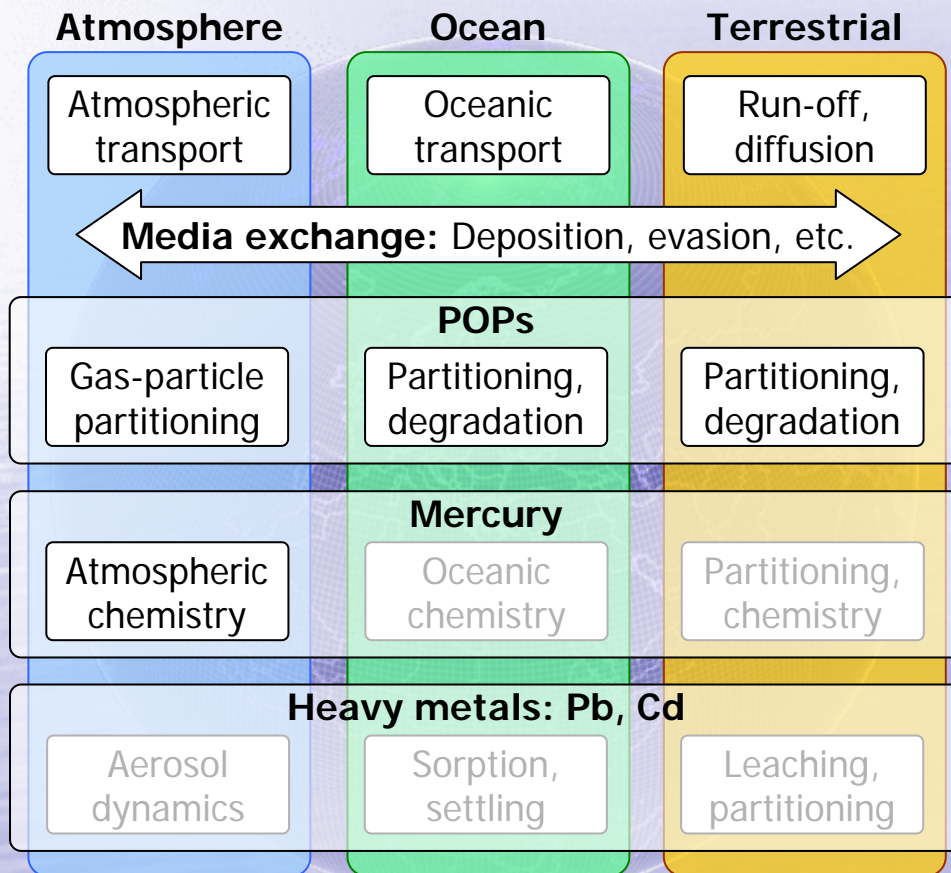 Atmosphere Ocean Terrestrial
Atmospheric
transport
Oceanic
transport
Run-off,
diffusion
Media exchange: Deposition, evasion, etc.
POPs
Gas-particle
partitioning
Partitioning,
degradation
Partitioning,
degradation
Mercury
Atmospheric
chemistry
Oceanic
chemistry
Partitioning,
chemistry
Heavy metals: Pb, Cd
Aerosol
dynamics
Sorption,
settling
Leaching,
partitioning